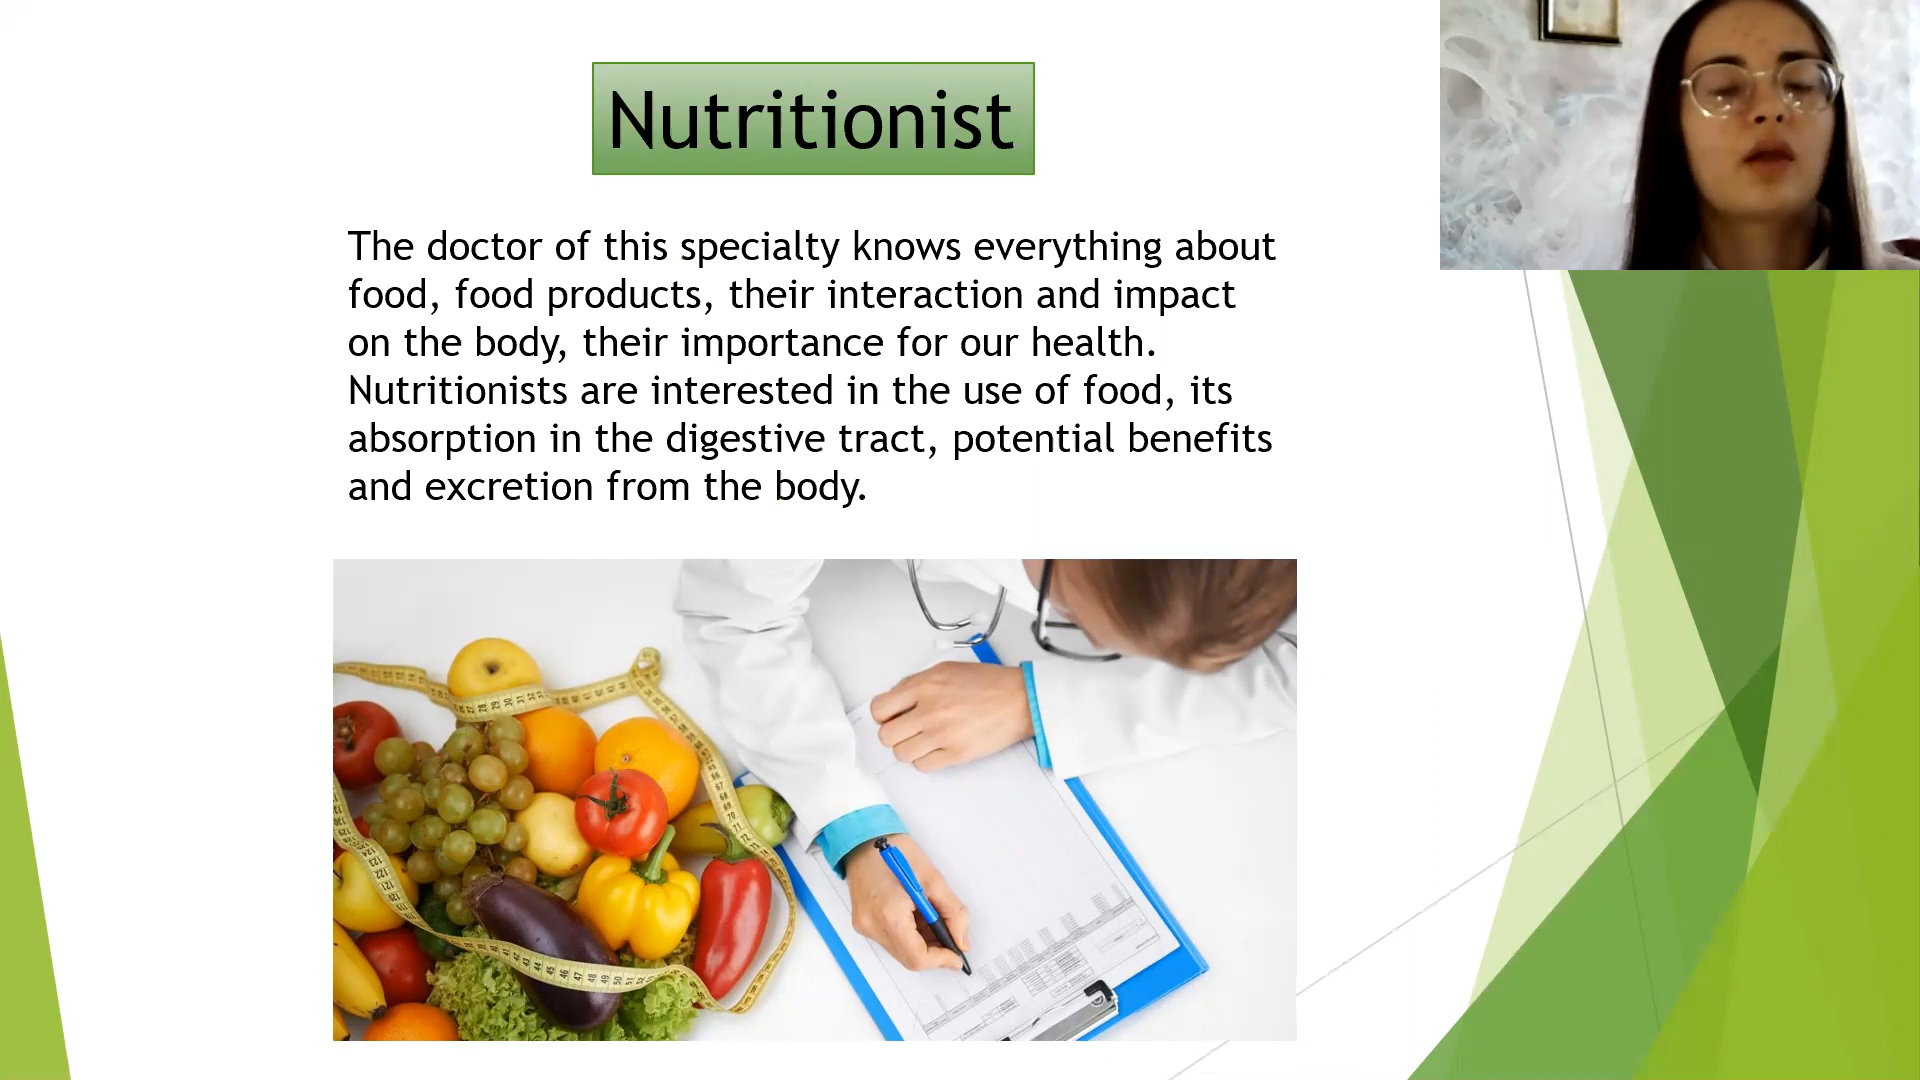 Nutritionist
The doctor of this specialty knows everything about
food, food products, their interaction and impact
on the body, their importance for our health.
Nutritionists are interested in the use of food, its
absorption in the digestive tract, potential benefits
and excretion from the body.